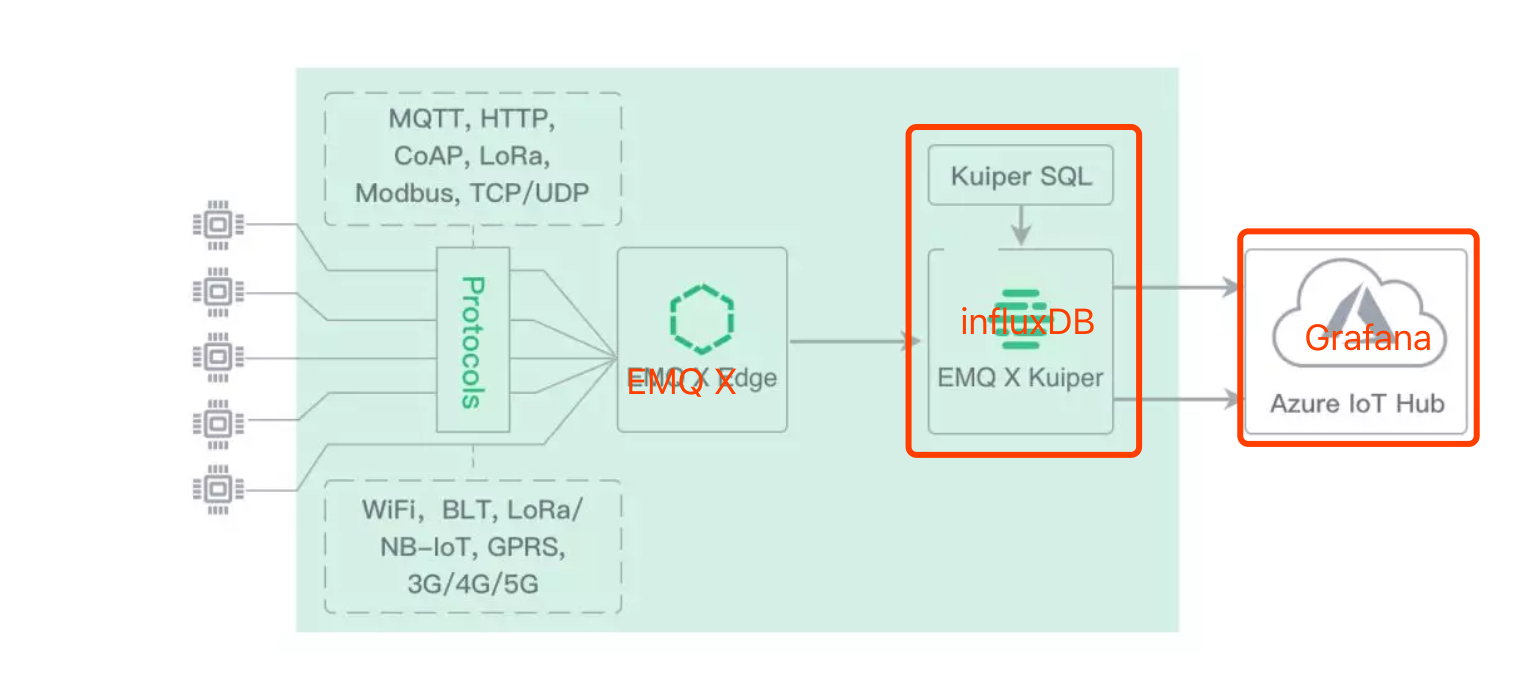 MQTT, HTTP,
CoAP, LoRa,
Modbus, TCP/UDP
Protocols
WiFi, BLT, LoRa/
NB-IoT, GPRS,
3G/4G/5G
EMQ X Edge
EMQ X
Kuiper SQL
influxDB
EMQ X Kuiper
Grafana
Azure IoT Hub